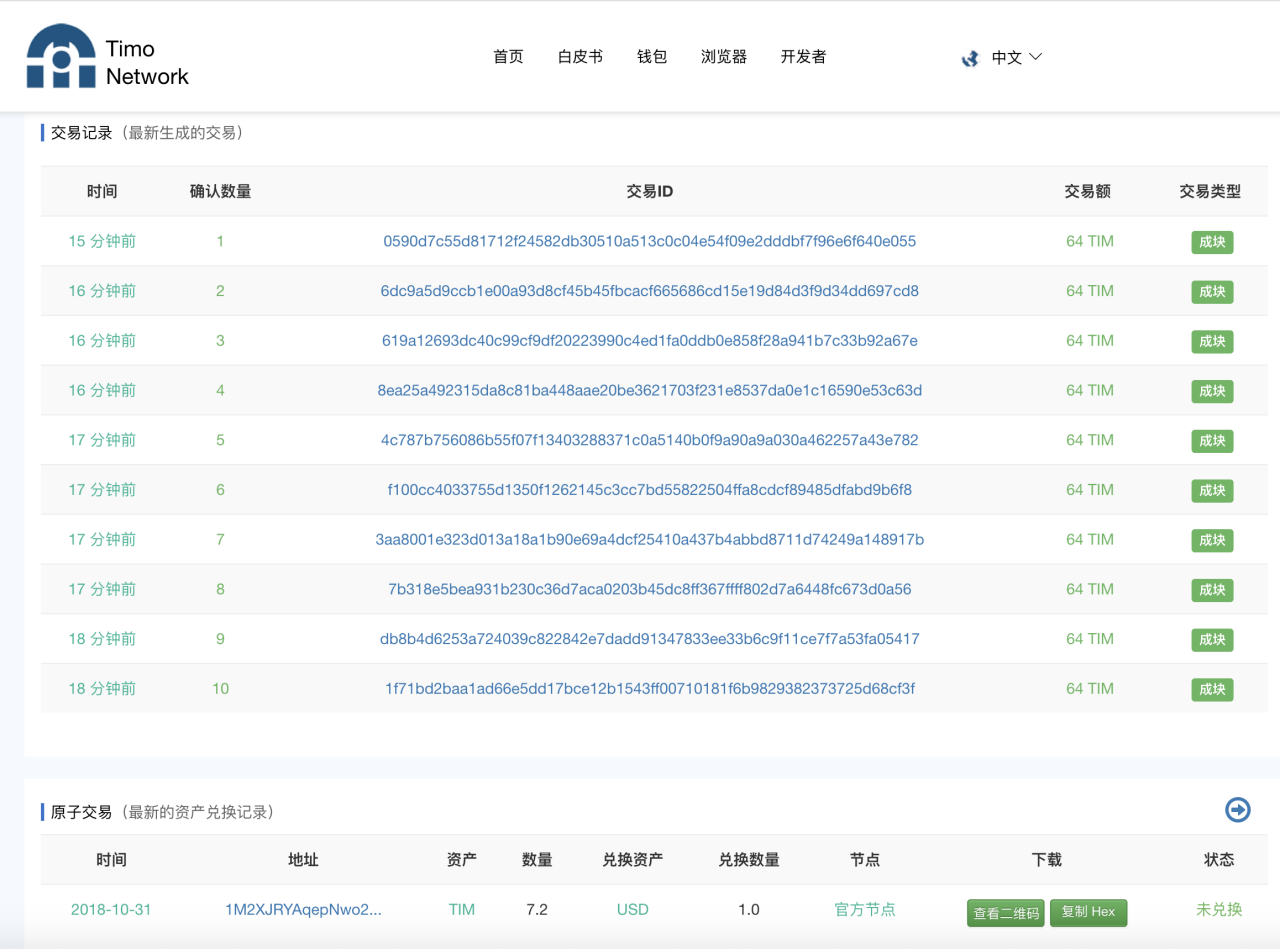 Timo
Network
首页 白皮书 钱包 浏览器 开发者 中文
交易记录（最新生成的交易）
时间 确认数量 交易ID 交易额 交易类型
15 分钟前 1 0590d7c55d81712f24582db30510a513c0c04e54f09e2dddbf7f96e6f640e055 64 TIM 成块
16 分钟前 2 6dc9a5d9ccb1e00a93d8cf45b45fbcacf665686cd15e19d84d3f9d34dd697cd8 64 TIM 成块
16 分钟前 3 619a12693dc40c99cf9df20223990c4ed1fa0ddb0e858f28a941b7c33b92a67e 64 TIM 成块
16 分钟前 4 8ea25a492315da8c81ba448aae20be3621703f231e8537da0e1c16590e53c63d 64 TIM 成块
17 分钟前 5 4c787b756086b55f07f13403288371c0a5140b0f9a90a9a030a462257a43e782 64 TIM 成块
17 分钟前 6 f100cc4033755d1350f1262145c3cc7bd55822504ffa8cdcf89485dfabd9b6f8 64 TIM 成块
17 分钟前 7 3aa8001e323d013a18a1b90e69a4dcf25410a437b4abbd8711d74249a148917b 64 TIM 成块
17 分钟前 8 7b318e5bea931b230c36d7aca0203b45dc8ff367ffff802d7a6448fc673d0a56 64 TIM 成块
18 分钟前 9 db8b4d6253a724039c822842e7dadd91347833ee33b6c9f11ce7f7a53fa05417 64 TIM 成块
18 分钟前 10 1f71bd2baa1ad66e5dd17bce12b1543ff00710181f6b9829382373725d68cf3f 64 TIM 成块
原子交易（最新的资产兑换记录）
时间 地址 资产 数量 兑换资产 兑换数量 节点 下载 状态
2018-10-31 1M2XJRYAqepNwo2... TIM 7.2 USD 1.0 官方节点 查看二维码 复制 Hex 未兑换